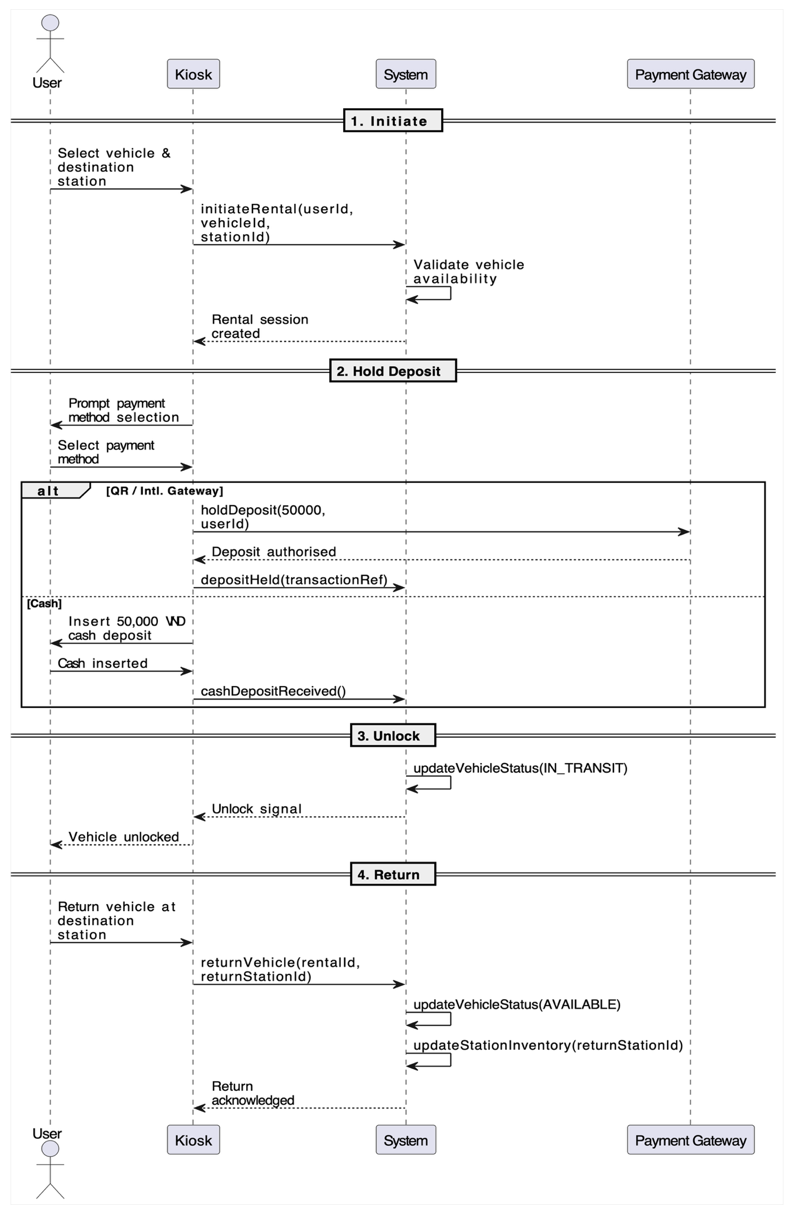 User
Kiosk
System
Payment Gateway
1. Initiate
Select vehicle &
destination
station
initiateRental(userId,
vehicleId,
stationId)
Validate vehicle
availability
Rental session
created
2. Hold Deposit
Prompt payment
method selection
Select payment
method
alt
[QR / Intl. Gateway]
holdDeposit(50000,
userId)
Deposit authorised
depositHeld(transactionRef)
[Cash]
Insert 50,000 VND
cash deposit
Cash inserted
cashDepositReceived()
3. Unlock
updateVehicleStatus(IN_TRANSIT)
Unlock signal
Vehicle unlocked
4. Return
Return vehicle at
destination
station
returnVehicle(rentalId,
returnStationId)
updateVehicleStatus(AVAILABLE)
updateStationInventory(returnStationId)
Return
acknowledged
User
Kiosk
System
Payment Gateway